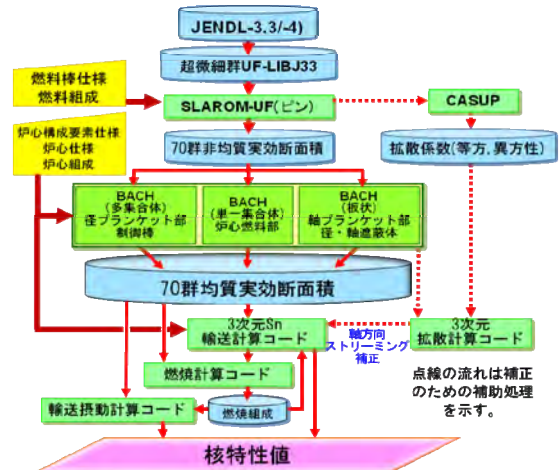 JENDL-3.3/-4)
超微細群UF-LIBJ33
燃料棒仕様
燃料組成
SLAROM-UF(ピン)
CASUP
炉心構成要素仕様
炉心仕様
炉心組成
70群非均質実効断面積
拡散係数(等方,異方性)
BACH
(多集合体)
径ブランケット部
制御棒
BACH
(単一集合体)
炉心燃料部
BACH
(板状)
軸ブランケット部
径・軸遮蔽体
70群均質実効断面積
3次元Sn
輸送計算コード
軸方向
ストリーミング
補正
3次元
拡散計算コード
燃焼計算コード
点線の流れは補正
のための補助処理
を示す。
輸送摂動計算コード
燃焼組成
核特性値